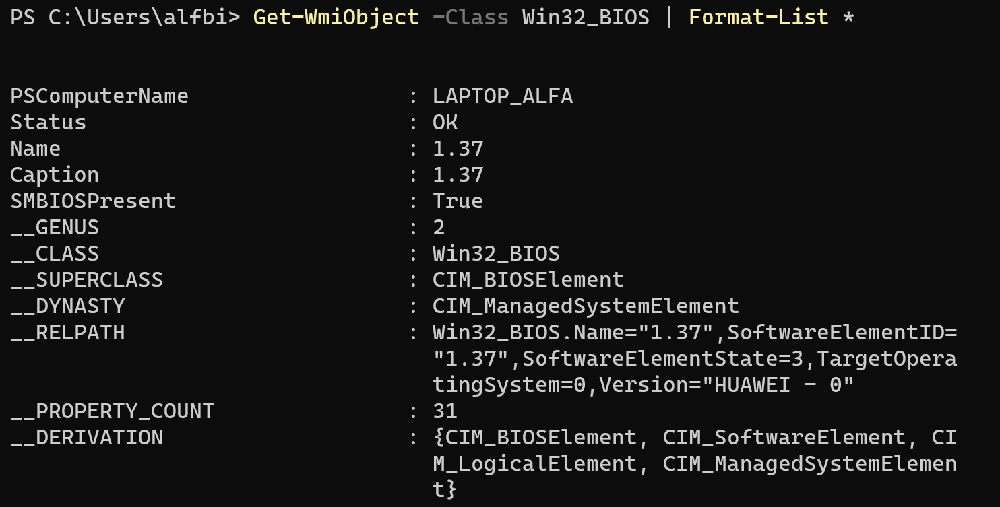 PS C:\Users\alfbi> Get-WmiObject -Class Win32_BIOS | Format-List *
PSComputerName : LAPTOP_ALFA
Status : OK
Name : 1.37
Caption : 1.37
SMBIOSPresent : True
__GENUS : 2
__CLASS : Win32_BIOS
__SUPERCLASS : CIM_BIOSElement
__DYNASTY : CIM_ManagedSystemElement
__RELPATH : Win32_BIOS.Name="1.37",SoftwareElementID=
"1.37",SoftwareElementState=3,TargetOpera
tingSystem=0,Version="HUAWEI - 0"
__PROPERTY_COUNT : 31
__DERIVATION : {CIM_BIOSElement, CIM_SoftwareElement, CI
M_LogicalElement, CIM_ManagedSystemElemen
t}